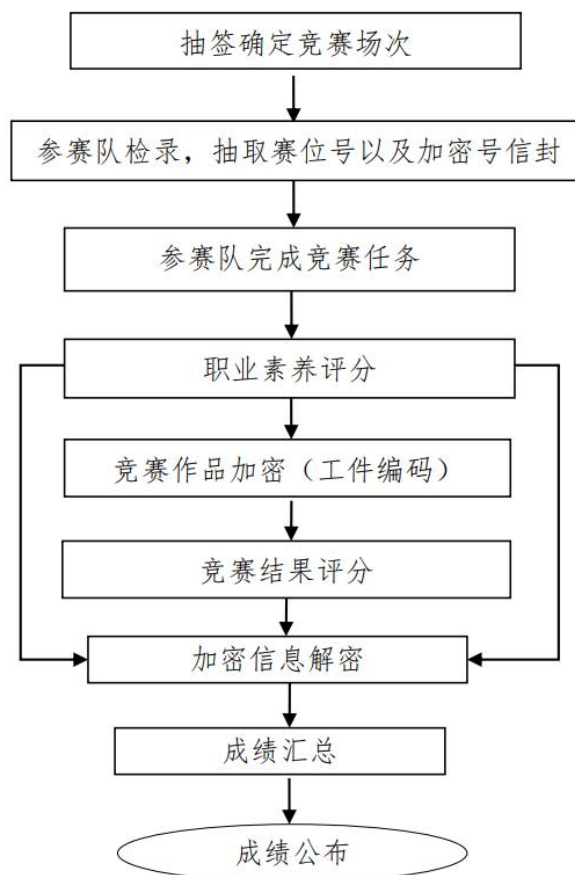 抽签确定竞赛场次
参赛队检录，抽取赛位号以及加密号信封
参赛队完成竞赛任务
职业素养评分
竞赛作品加密（工件编码）
竞赛结果评分
加密信息解密
成绩汇总
成绩公布